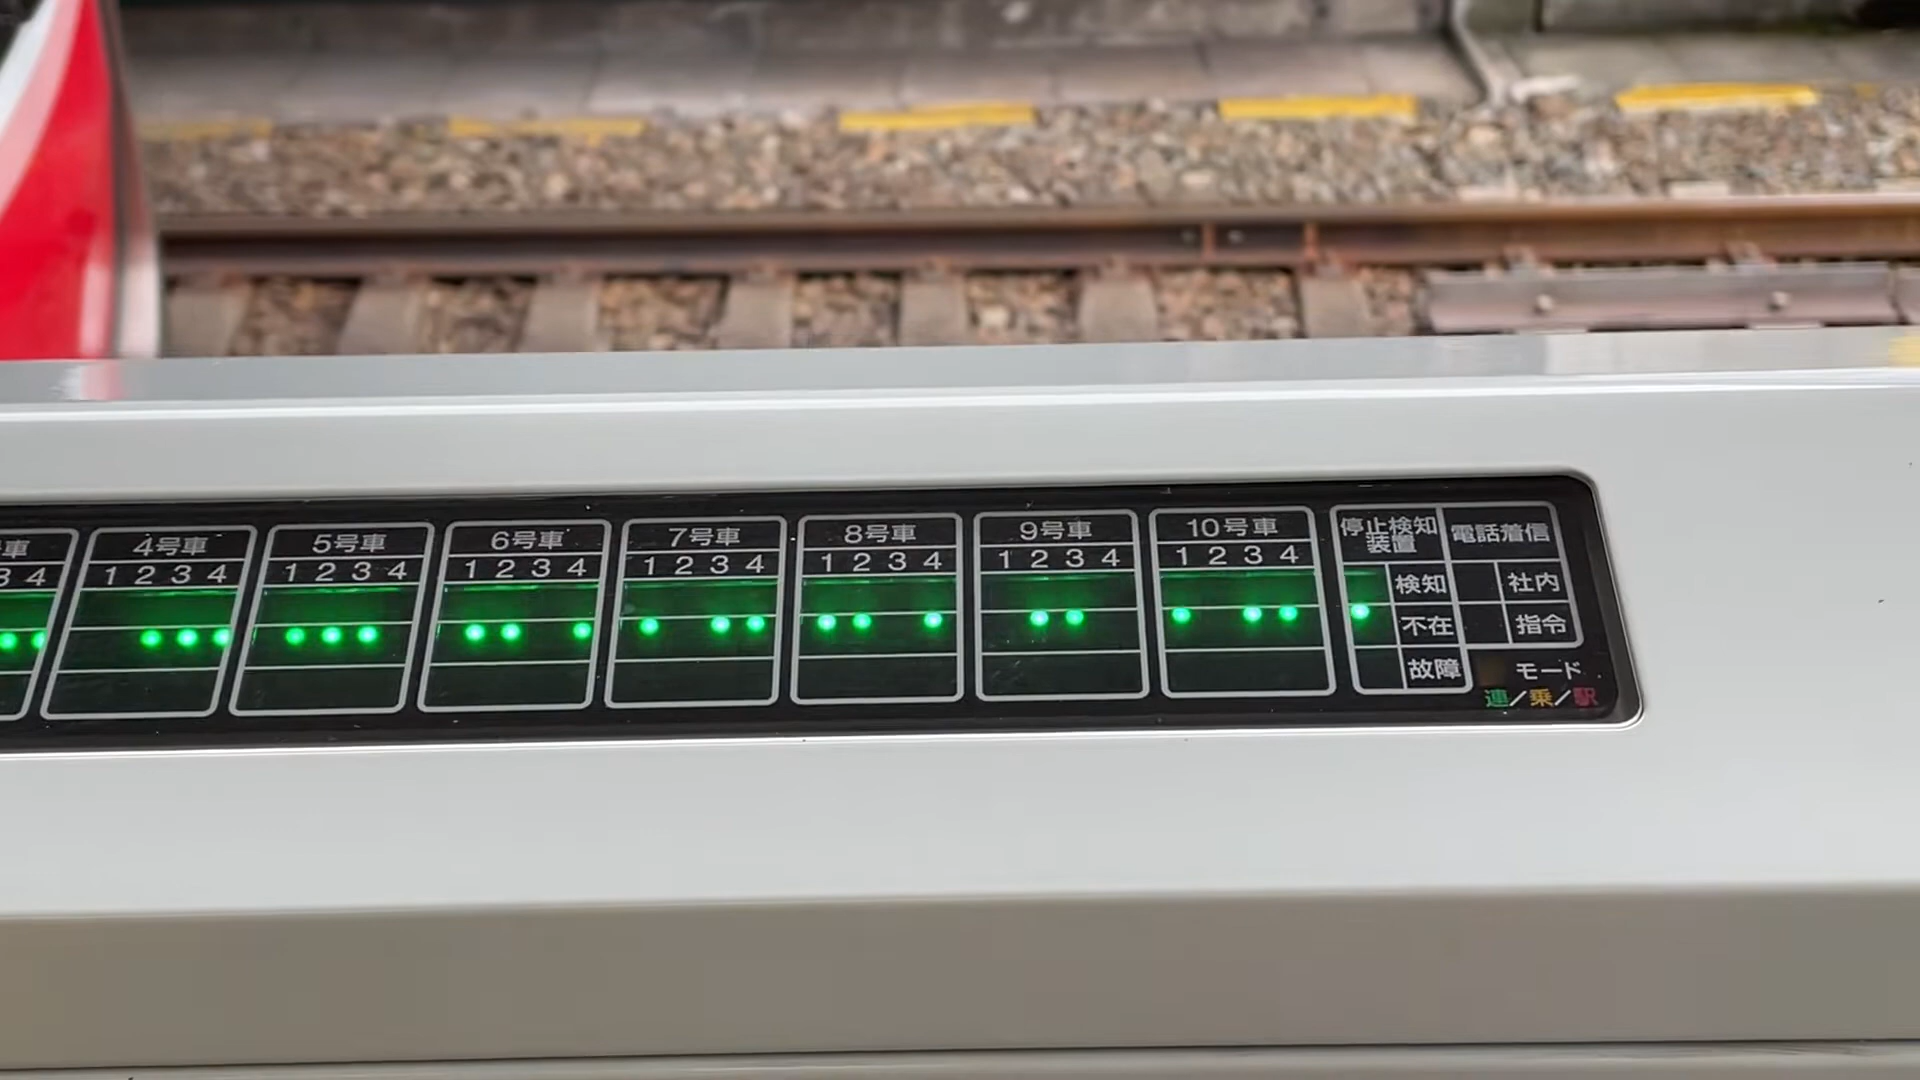 号車 4号車 5号車 6号車 7号車 8号車 9号車 10号車 停止検知装置 電話着信
3 4 1 2 3 4 1 2 3 4 1 2 3 4 1 2 3 4 1 2 3 4 1 2 3 4 1 2 3 4
検知 社内
不在 指令
故障 モード
連/乗/駅